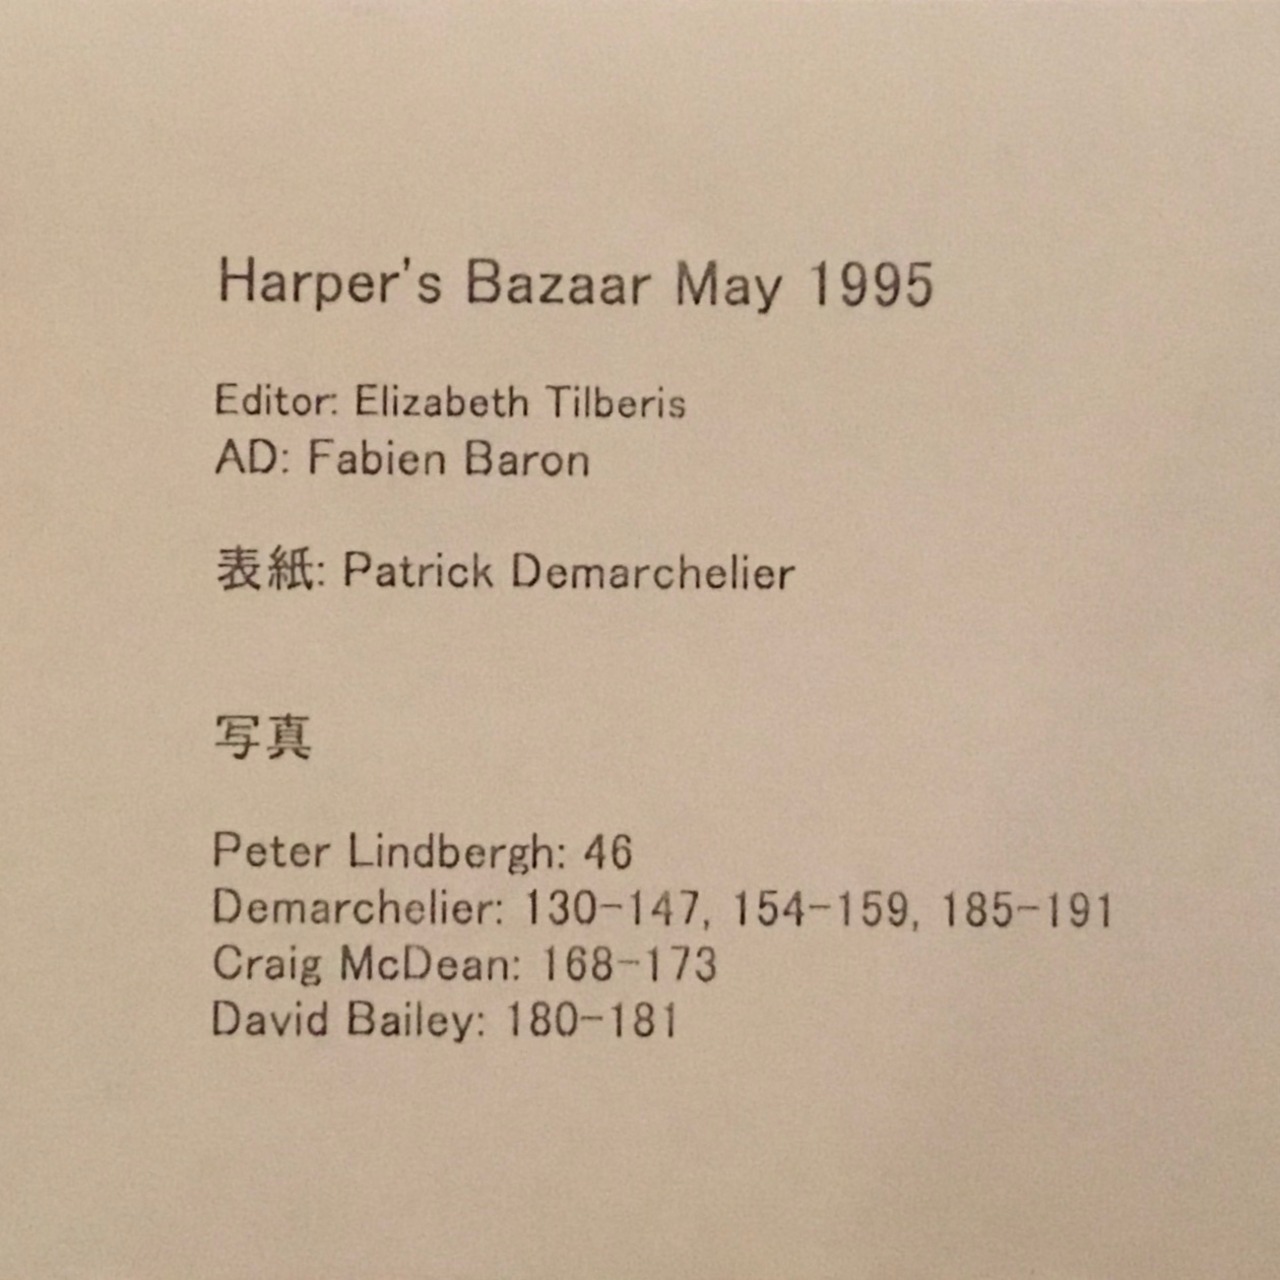 Harper's Bazaar May 1995
Editor: Elizabeth Tilberis
AD: Fabien Baron
表紙: Patrick Demarchelier
写真
Peter Lindbergh: 46
Demarchelier: 130-147, 154-159, 185-191
Craig McDean: 168-173
David Bailey: 180-181